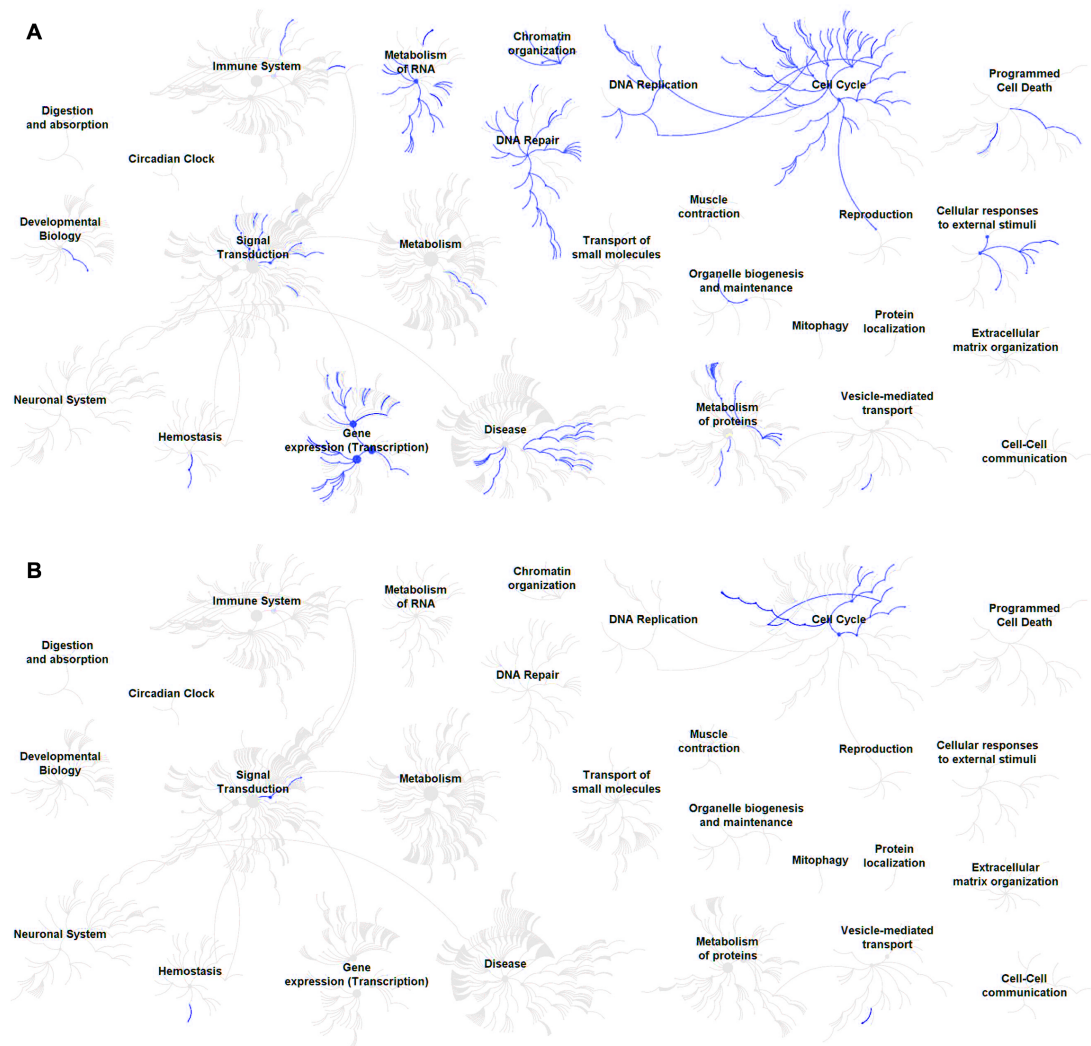 A
Immune System
Metabolism
of RNA
Chromatin
organization
DNA Replication
Cell Cycle
Programmed
Cell Death
Digestion
and absorption
Circadian Clock
DNA Repair
Developmental
Biology
Signal
Transduction
Metabolism
Transport of
small molecules
Muscle
contraction
Reproduction
Cellular responses
to external stimuli
Organelle biogenesis
and maintenance
Mitophagy
Protein
localization
Extracellular
matrix organization
Neuronal System
Hemostasis
Gene
expression (Transcription)
Disease
Metabolism
of proteins
Vesicle-mediated
transport
Cell-Cell
communication
B
Immune System
Metabolism
of RNA
Chromatin
organization
DNA Replication
Cell Cycle
Programmed
Cell Death
Digestion
and absorption
Circadian Clock
DNA Repair
Developmental
Biology
Signal
Transduction
Metabolism
Transport of
small molecules
Muscle
contraction
Reproduction
Cellular responses
to external stimuli
Organelle biogenesis
and maintenance
Mitophagy
Protein
localization
Extracellular
matrix organization
Neuronal System
Hemostasis
Gene
expression (Transcription)
Disease
Metabolism
of proteins
Vesicle-mediated
transport
Cell-Cell
communication